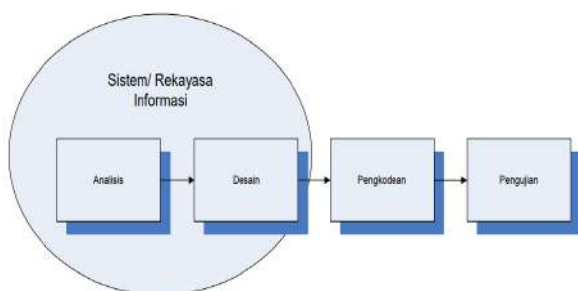 Sistem/ Rekayasa
Informasi
Analisis
Desain
Pengkodean
Pengujian